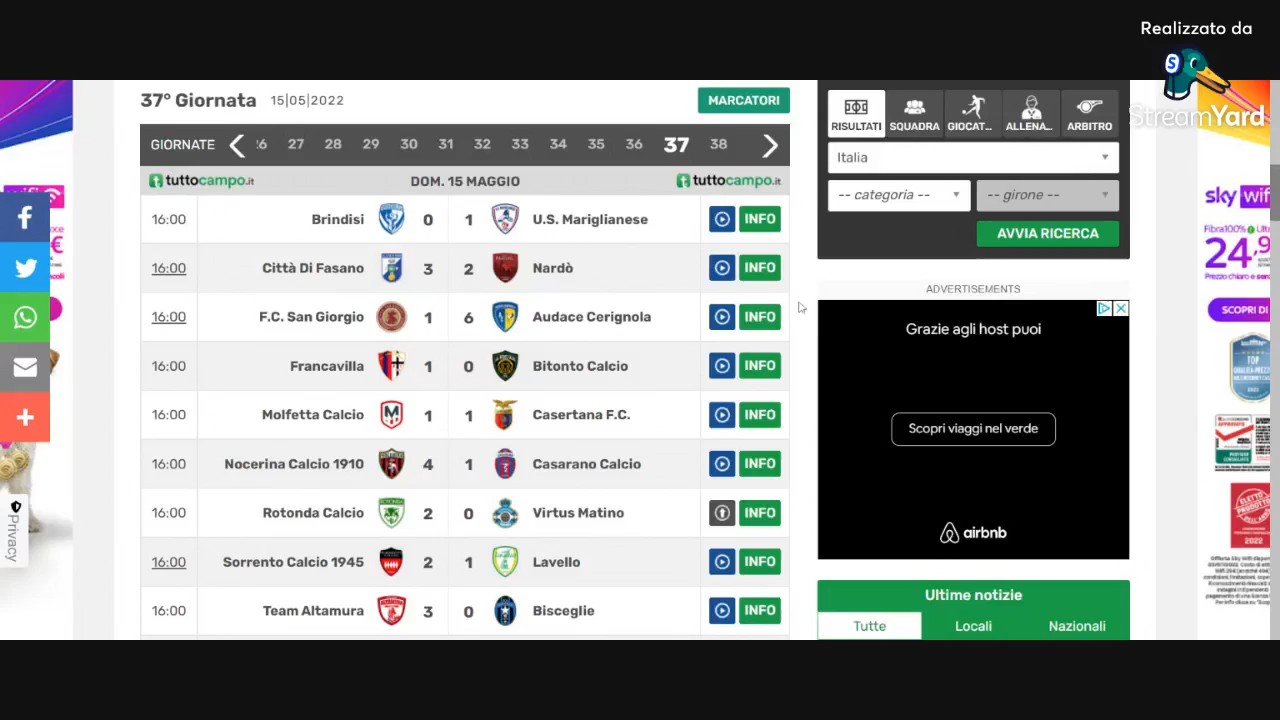 Realizzato da
StreamYard
37° Giornata 15|05|2022
MARCATORI
GIORNATE 27 28 29 30 31 32 33 34 35 36 37 38
tuttocampo.it DOM. 15 MAGGIO tuttocampo.it
16:00 Brindisi 0 1 U.S. Mariglianese INFO
16:00 Città Di Fasano 3 2 Nardò INFO
16:00 F.C. San Giorgio 1 6 Audace Cerignola INFO
16:00 Francavilla 1 0 Bitonto Calcio INFO
16:00 Molfetta Calcio 1 1 Casertana F.C. INFO
16:00 Nocerina Calcio 1910 4 1 Casarano Calcio INFO
16:00 Rotonda Calcio 2 0 Virtus Matino INFO
16:00 Sorrento Calcio 1945 2 1 Lavello INFO
16:00 Team Altamura 3 0 Bisceglie INFO
RISULTATI SQUADRA GIOCAT... ALLENA... ARBITRO
Italia
-- categoria -- -- girone --
AVVIA RICERCA
ADVERTISEMENTS
Grazie agli host puoi
Scopri viaggi nel verde
airbnb
Ultime notizie
Tutte Locali Nazionali
Privacy
sky wifi
Fibra100%
24,9
Prezzo chiaro e
SCOPRI DI
TOP
2022